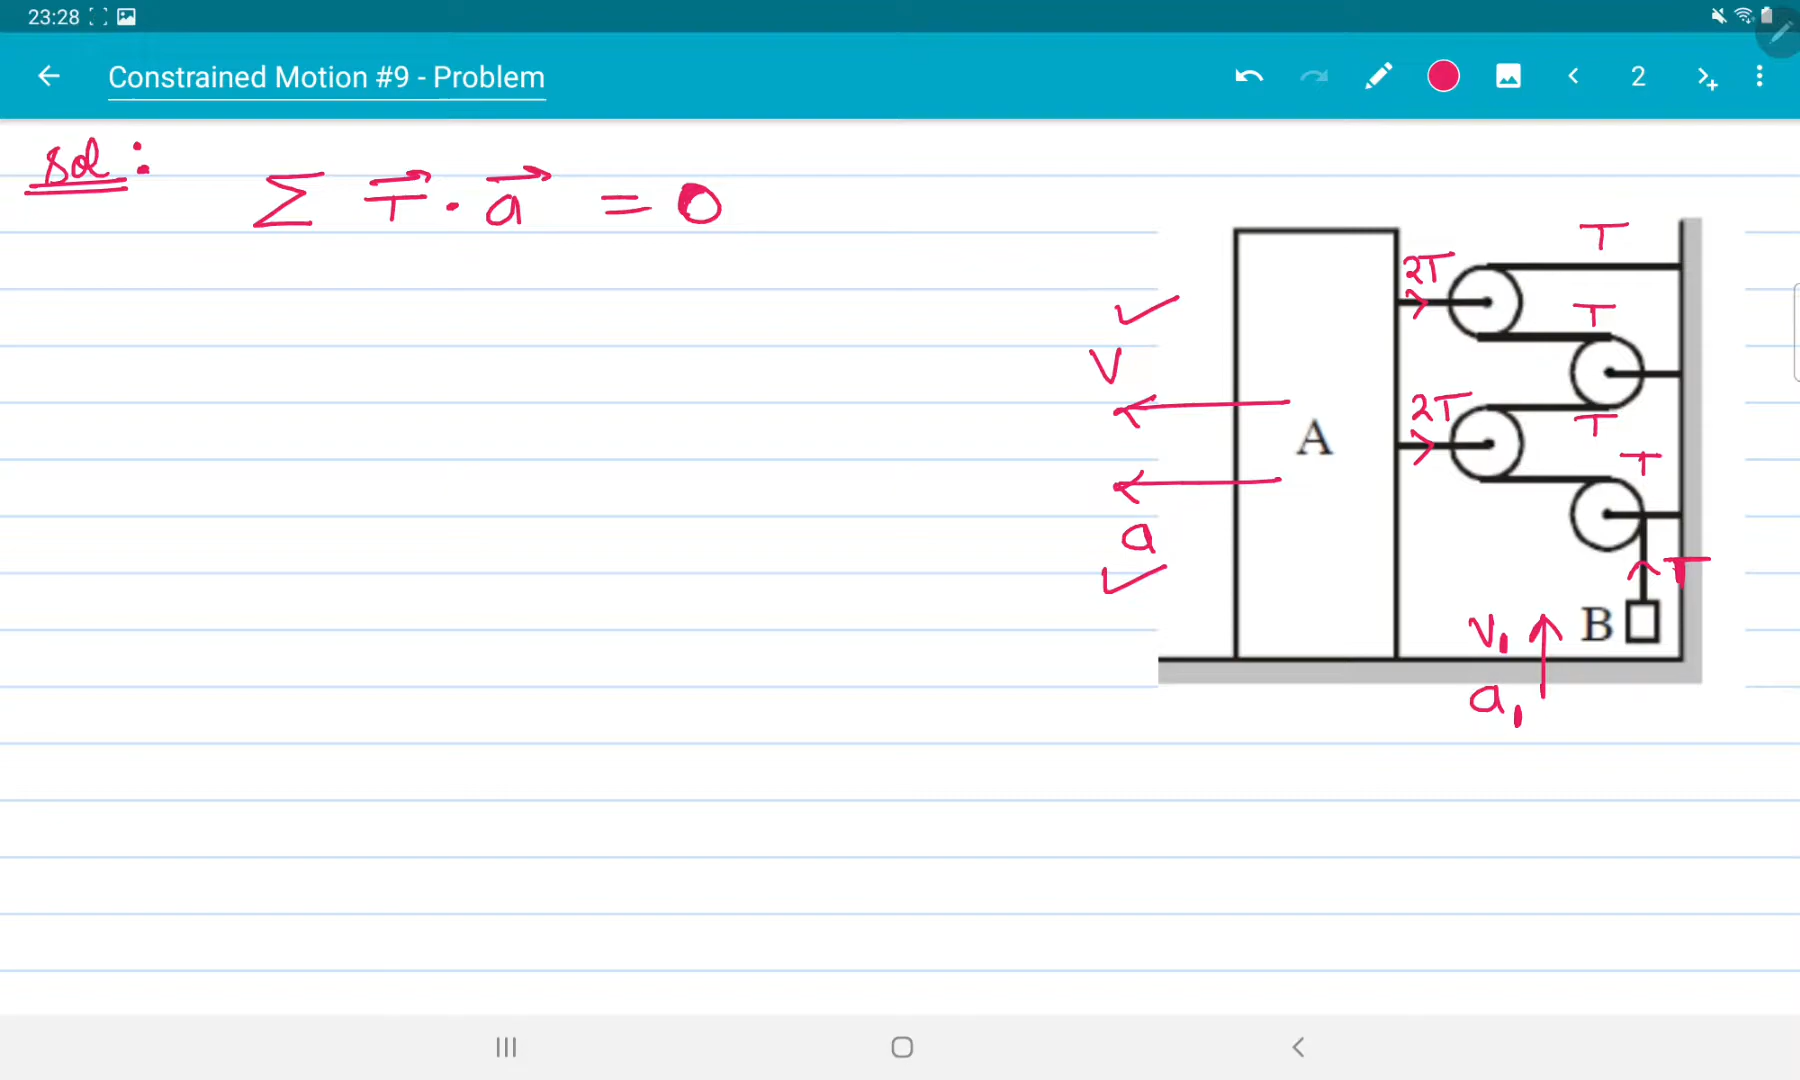 23:28
Constrained Motion #9 - Problem
2
Sol:
Σ T⃗ · a⃗ = 0
T
2T
T
V
2T
T
A
T
a
T
B
V₁
a₁